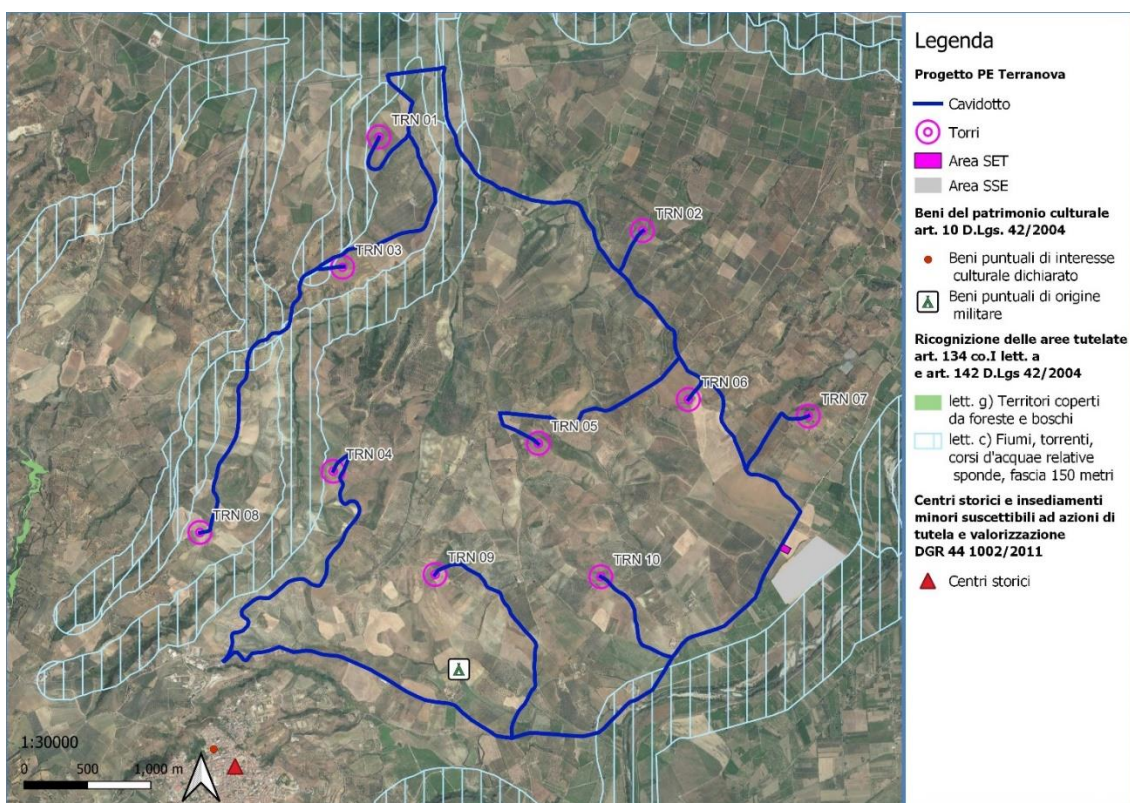 TRN 01
TRN 02
TRN 03
TRN 06
TRN 07
TRN 05
TRN 04
TRN 08
TRN 09
TRN 10
1:30000
0 500 1,000 m
Legenda
Progetto PE Terranova
Cavidotto
Torri
Area SET
Area SSE
Beni del patrimonio culturale
art. 10 D.Lgs. 42/2004
Beni puntuali di interesse
culturale dichiarato
Beni puntuali di origine
militare
Ricognizione delle aree tutelate
art. 134 co.I lett. a
e art. 142 D.Lgs 42/2004
lett. g) Territori coperti
da foreste e boschi
lett. c) Fiumi, torrenti,
corsi d'acquae relative
sponde, fascia 150 metri
Centri storici e insediamenti
minori suscettibili ad azioni di
tutela e valorizzazione
DGR 44 1002/2011
Centri storici